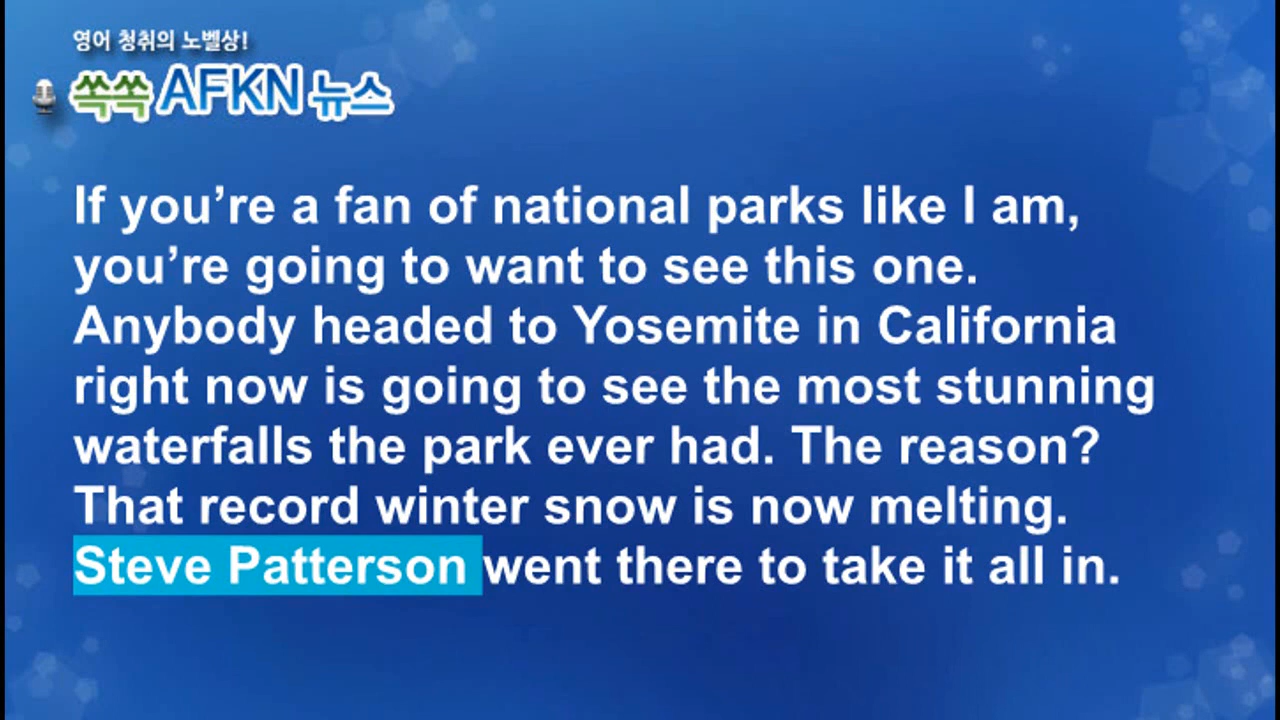 영어 청취의 노벨상!
쏙쏙 AFKN 뉴스
If you’re a fan of national parks like I am,
you’re going to want to see this one.
Anybody headed to Yosemite in California
right now is going to see the most stunning
waterfalls the park ever had. The reason?
That record winter snow is now melting.
Steve Patterson went there to take it all in.